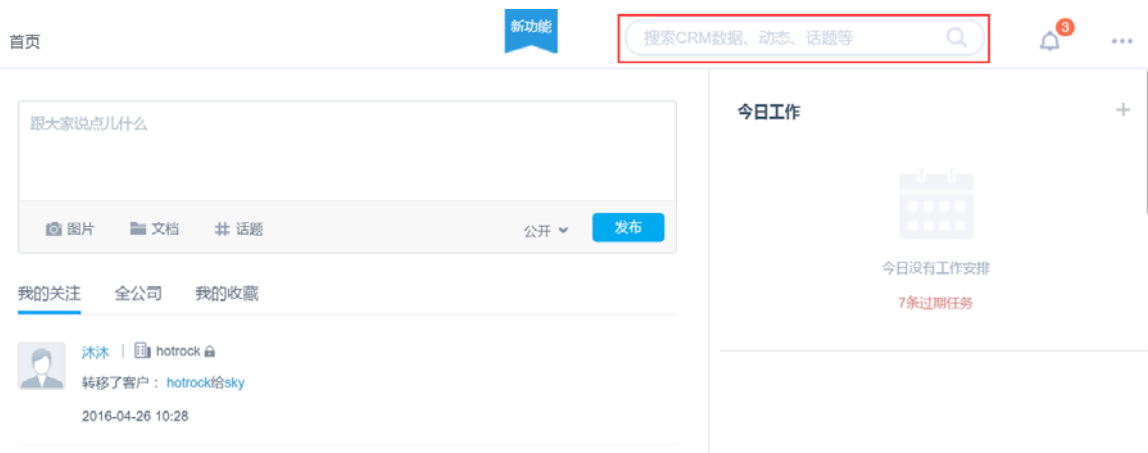 首页
新功能
搜索CRM数据、动态、话题等
3
跟大家说点儿什么
图片 文档 话题 公开 发布
我的关注 全公司 我的收藏
沐沐 | hotrock
转移了客户： hotrock给sky
2016-04-26 10:28
今日工作
今日没有工作安排
7条过期任务